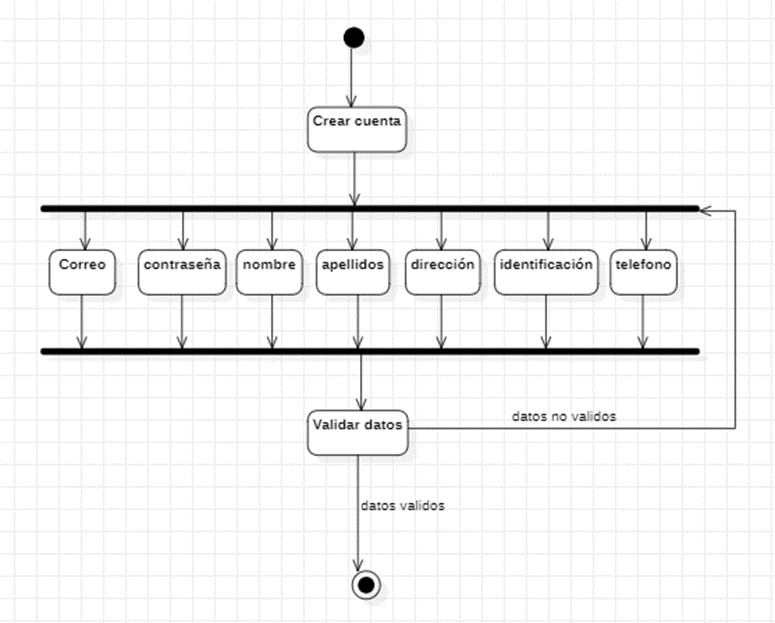 Crear cuenta
Correo
contraseña
nombre
apellidos
dirección
identificación
telefono
Validar datos
datos no validos
datos validos